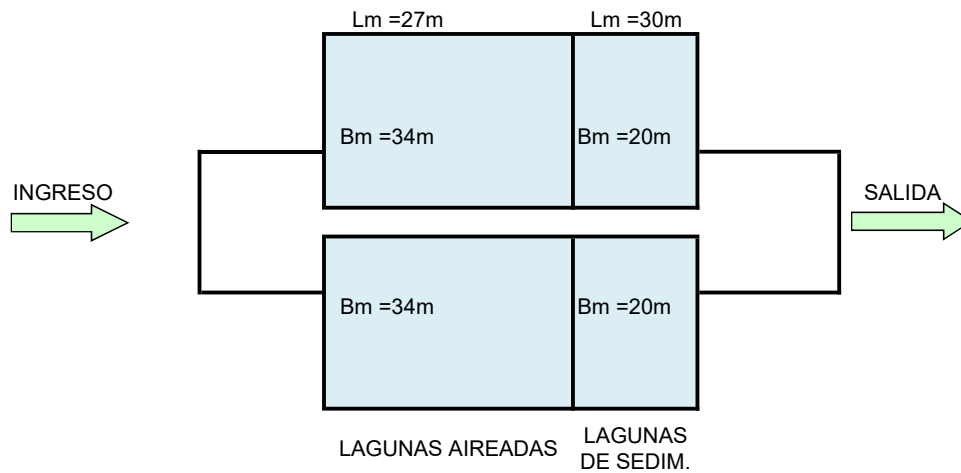 Lm =27m
Lm =30m
Bm =34m
Bm =20m
INGRESO
SALIDA
Bm =34m
Bm =20m
LAGUNAS AIREADAS
LAGUNAS
DE SEDIM.